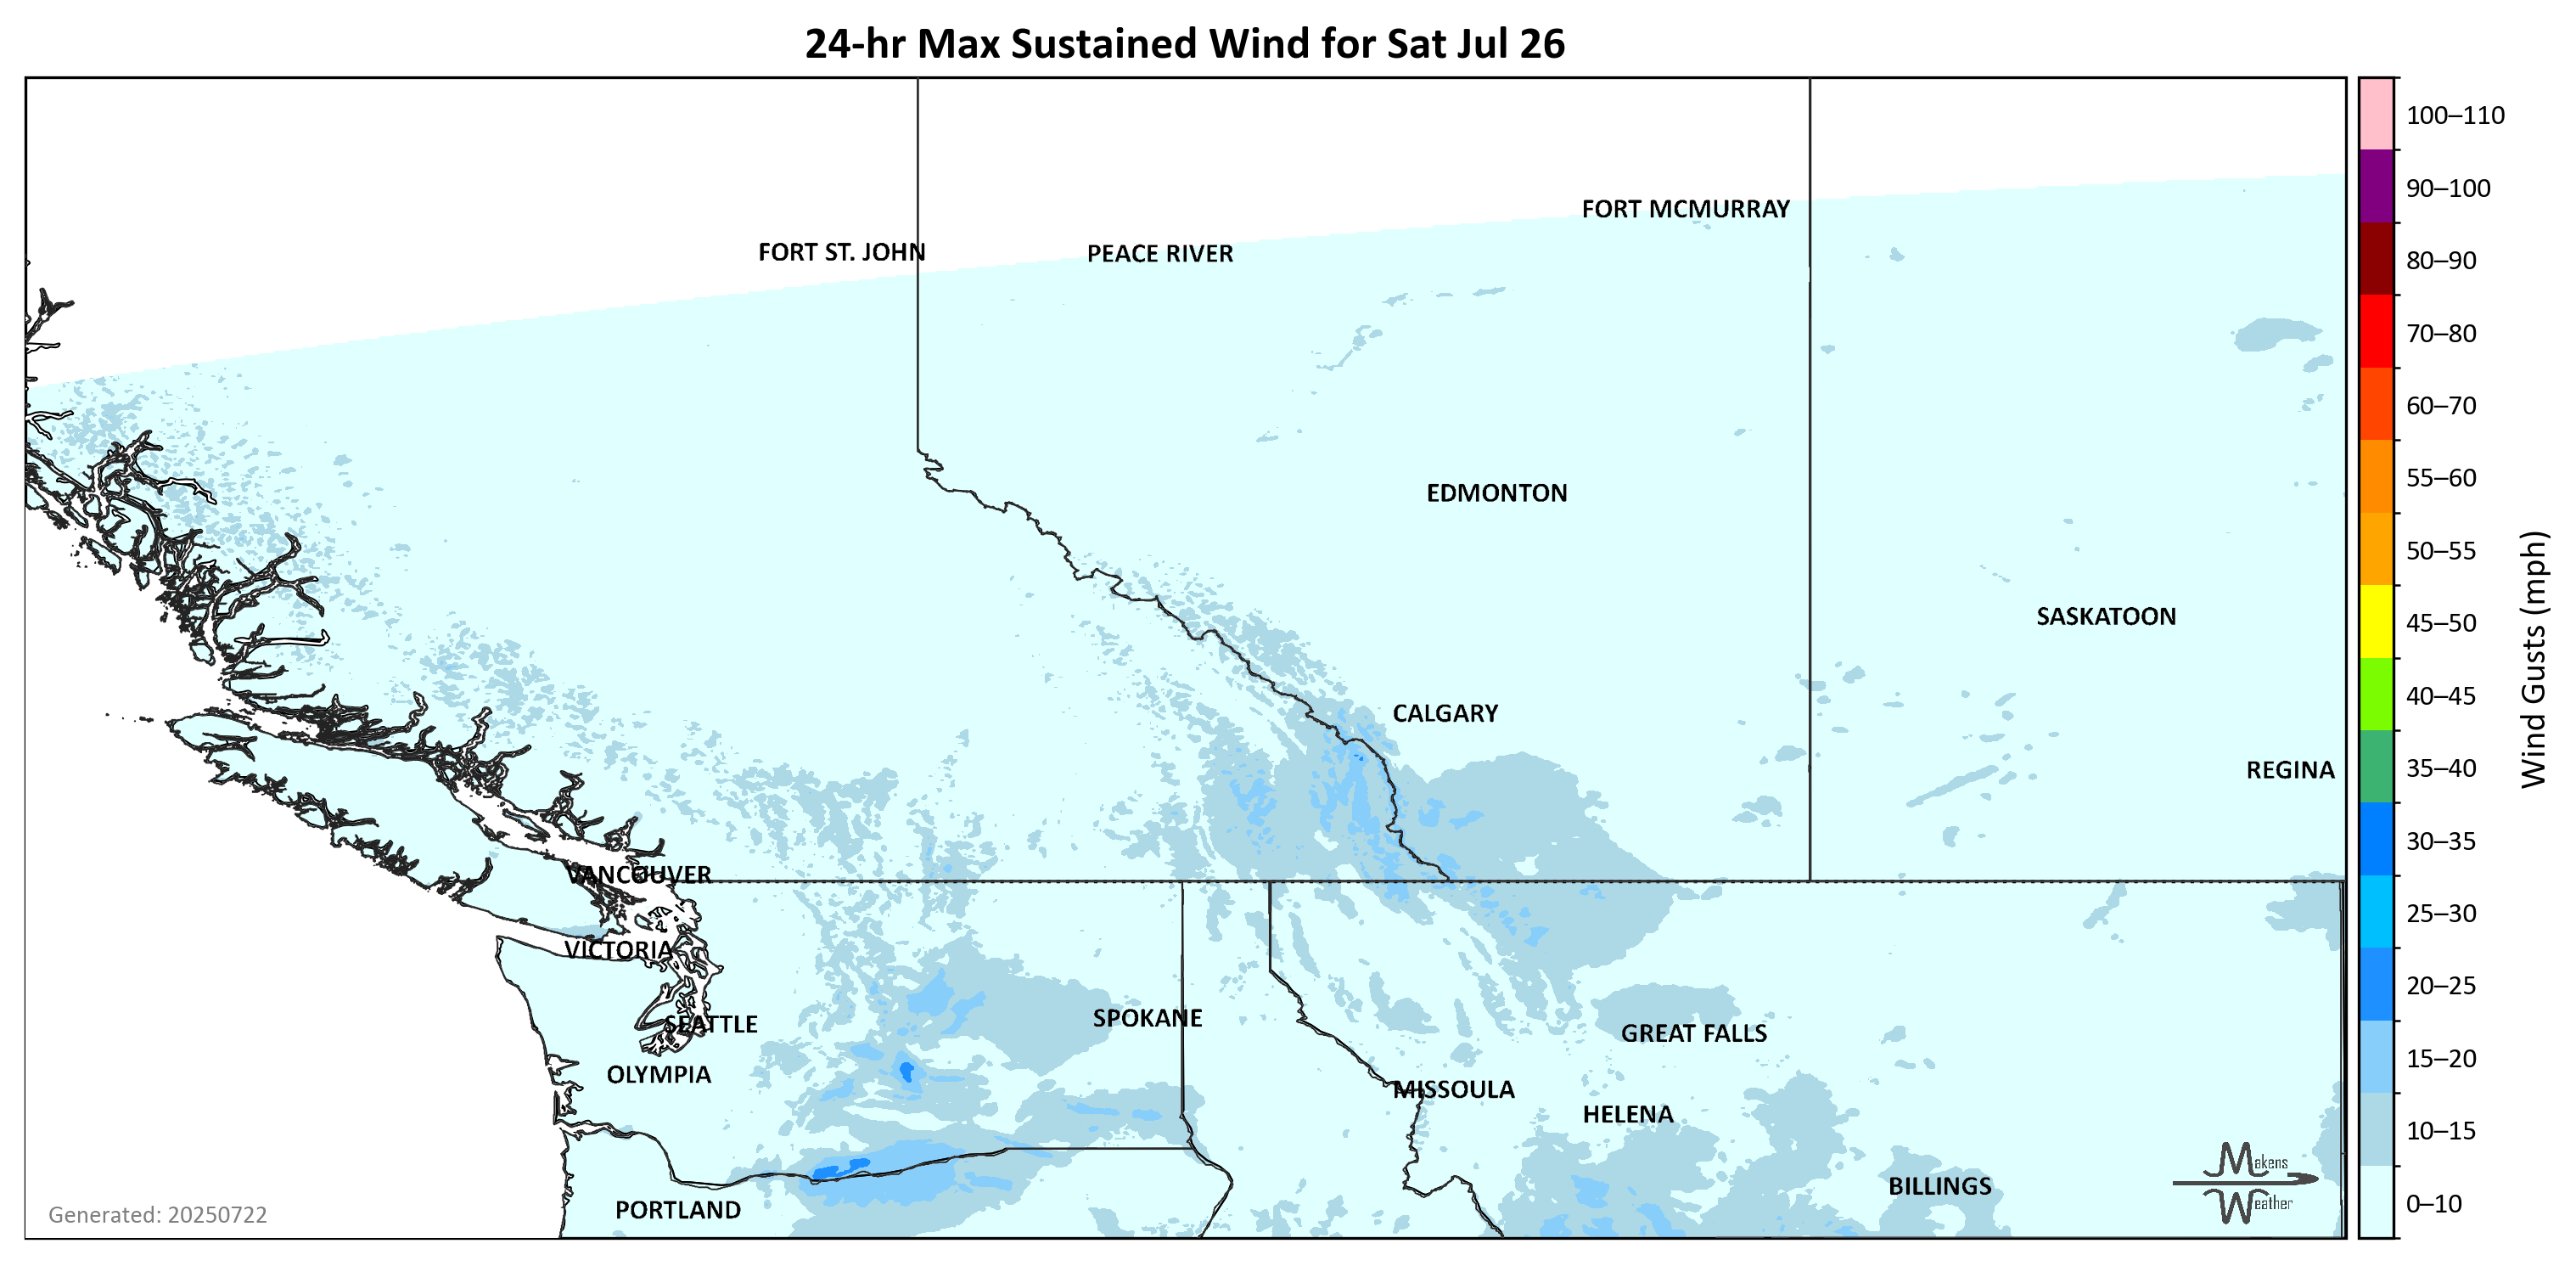 24-hr Max Sustained Wind for Sat Jul 26
100–110
FORT MCMURRAY
90–100
FORT ST. JOHN
PEACE RIVER
80–90
70–80
60–70
55–60
EDMONTON
50–55
SASKATOON
45–50
Wind Gusts (mph)
40–45
CALGARY
REGINA
35–40
30–35
VANCOUVER
25–30
VICTORIA
20–25
SEATTLE
SPOKANE
GREAT FALLS
15–20
OLYMPIA
MISSOULA
HELENA
10–15
Makens
Weather
BILLINGS
PORTLAND
0–10
Generated: 20250722